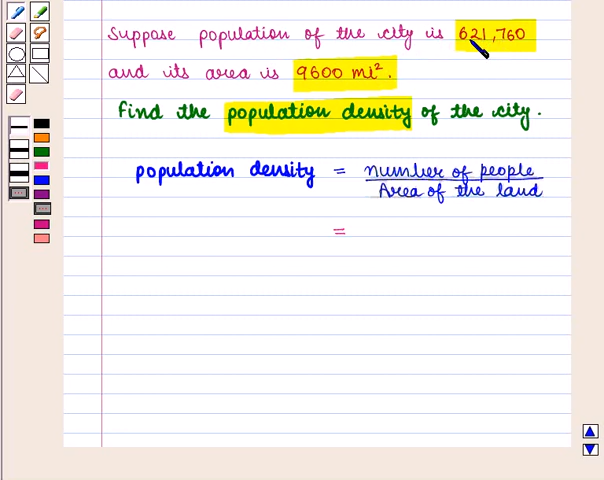 Suppose population of the city is 621,760
and its area is 9600 mi².
Find the population density of the city.
population density = number of people
Area of the land
=